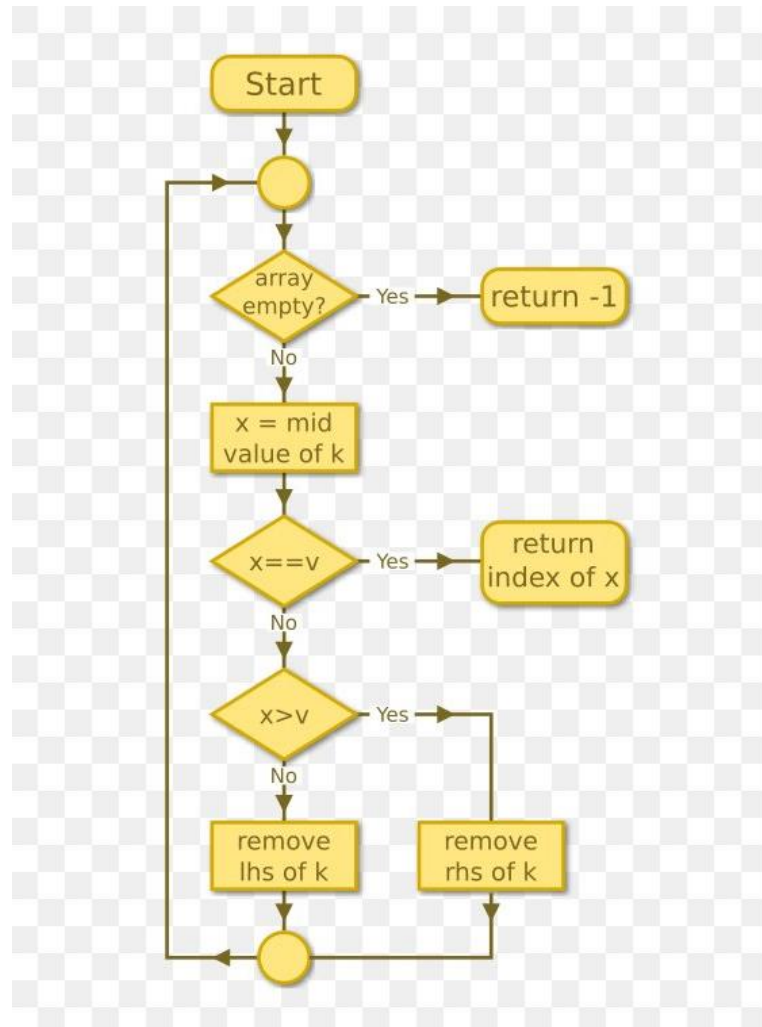 Start
array
empty?
Yes
return -1
No
x = mid
value of k
x==v
Yes
return
index of x
No
x>v
Yes
No
remove
lhs of k
remove
rhs of k